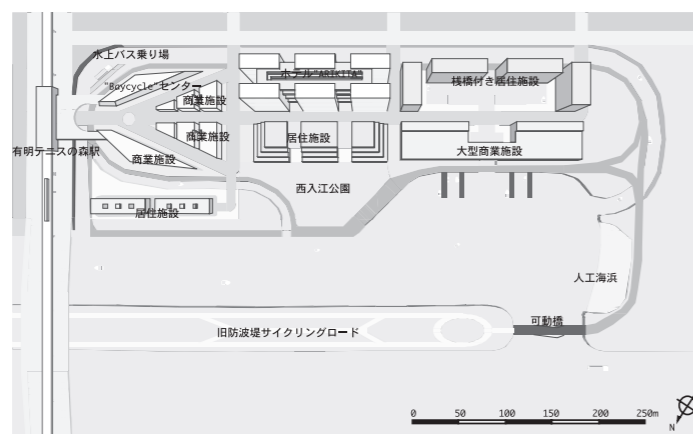 水上バス乗り場
"Baycycle"センター
ホテル"ARIKITA"
桟橋付き居住施設
商業施設
商業施設
居住施設
有明テニスの森駅
商業施設
大型商業施設
西入江公園
居住施設
人工海浜
旧防波堤サイクリングロード
可動橋
0 50 100 150 200 250m
N